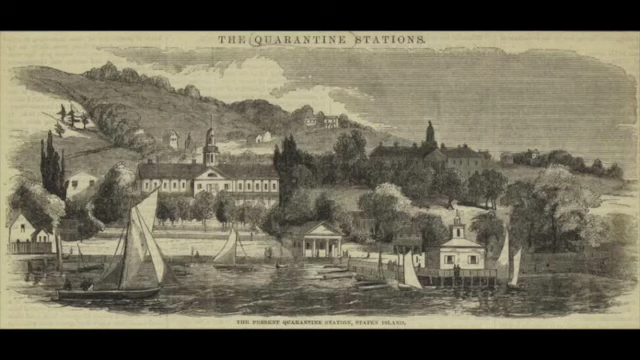 THE QUARANTINE STATIONS.
THE PRESENT QUARANTINE STATION, STATEN ISLAND.